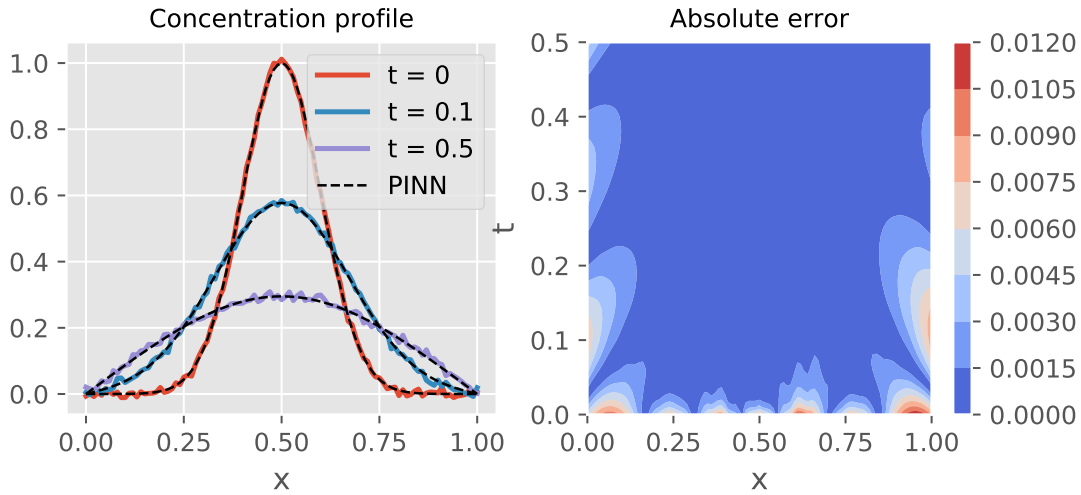 Concentration profile
1.0
0.8
0.6
0.4
0.2
0.0
0.00 0.25 0.50 0.75 1.00
x
t = 0
t = 0.1
t = 0.5
PINN
Absolute error
t
0.5
0.4
0.3
0.2
0.1
0.0
0.00 0.25 0.50 0.75 1.00
x
0.0120
0.0105
0.0090
0.0075
0.0060
0.0045
0.0030
0.0015
0.0000